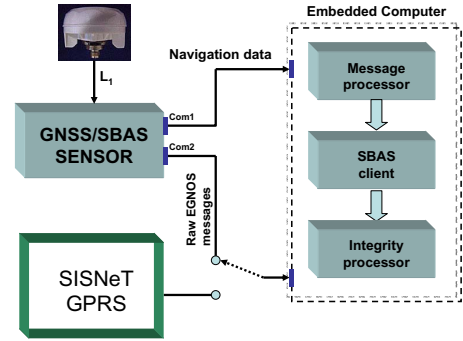 Embedded Computer
Navigation data
L1
Message
processor
Com1
GNSS/SBAS
SENSOR
Com2
SBAS
client
Raw EGNOS
messages
Integrity
processor
SISNeT
GPRS